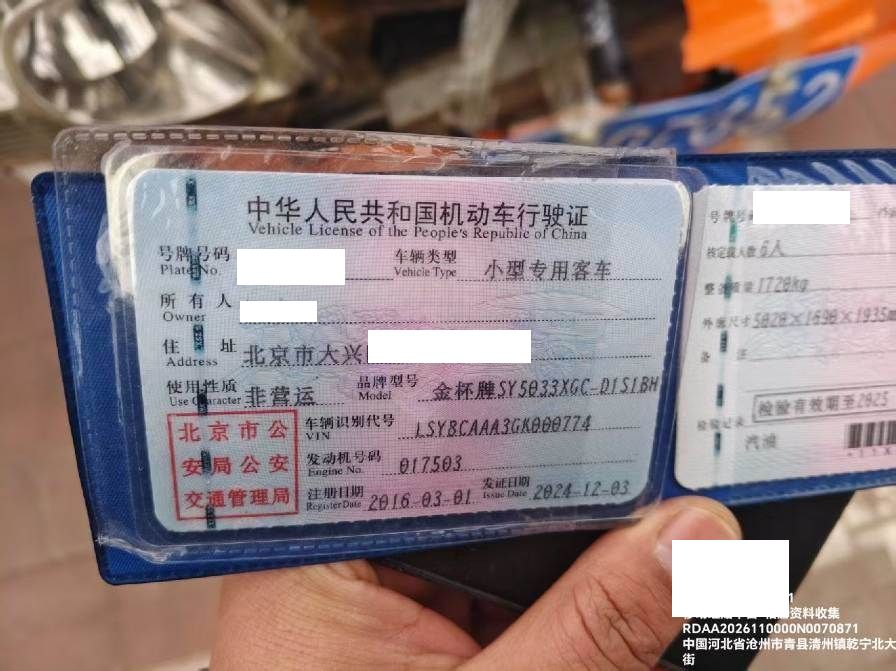 中华人民共和国机动车行驶证
Vehicle License of the People's Republic of China
号牌号码
Plate No.
车辆类型
Vehicle Type
小型专用客车
所有人
Owner
住址
Address
北京市大兴
使用性质
Use Character
非营运
品牌型号
Model
金杯牌SY5033XGC-D1S1BH
北京市公
安局公安
交通管理局
车辆识别代号
VIN
LSYBCAAA3GK000774
发动机号码
Engine No.
017503
注册日期
Register Date
2016-03-01
发证日期
Issue Date
2024-12-03
号牌号
核定载人数 6人
整备质量 1720kg
外廓尺寸 5020×1690×1935m
备注
检验记录
检验有效期至2025
汽油
资料收集
RDAA2026110000N0070871
中国河北省沧州市青县清州镇乾宁北大
街